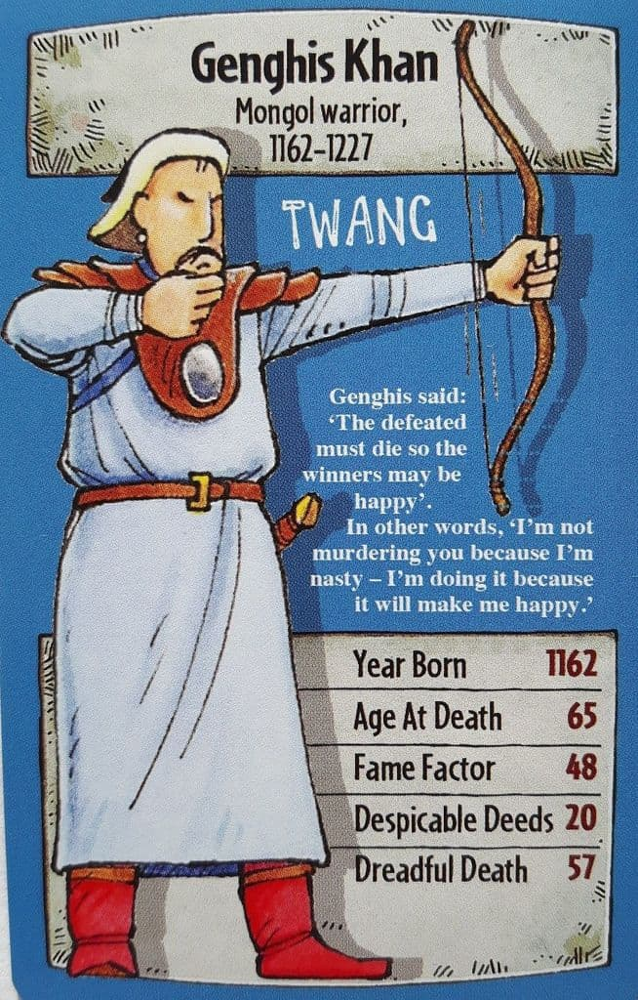 Genghis Khan
Mongol warrior,
1162–1227
TWANG
Genghis said:
‘The defeated
must die so the
winners may be
happy’.
In other words, ‘I’m not
murdering you because I’m
nasty – I’m doing it because
it will make me happy.’
Year Born 1162
Age At Death 65
Fame Factor 48
Despicable Deeds 20
Dreadful Death 57